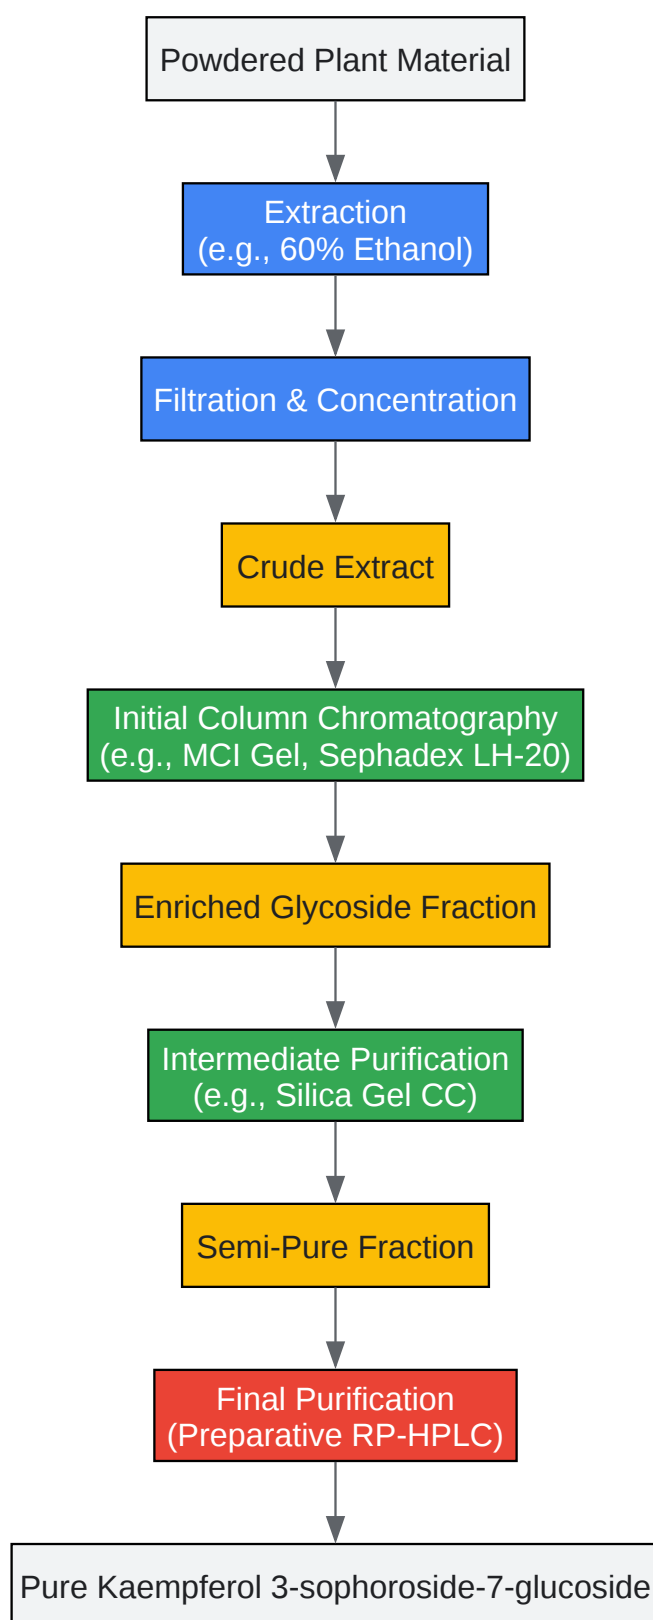 Powdered Plant Material
Extraction
(e.g., 60% Ethanol)
Filtration & Concentration
Crude Extract
Initial Column Chromatography
(e.g., MCI Gel, Sephadex LH-20)
Enriched Glycoside Fraction
Intermediate Purification
(e.g., Silica Gel CC)
Semi-Pure Fraction
Final Purification
(Preparative RP-HPLC)
Pure Kaempferol 3-sophoroside-7-glucoside